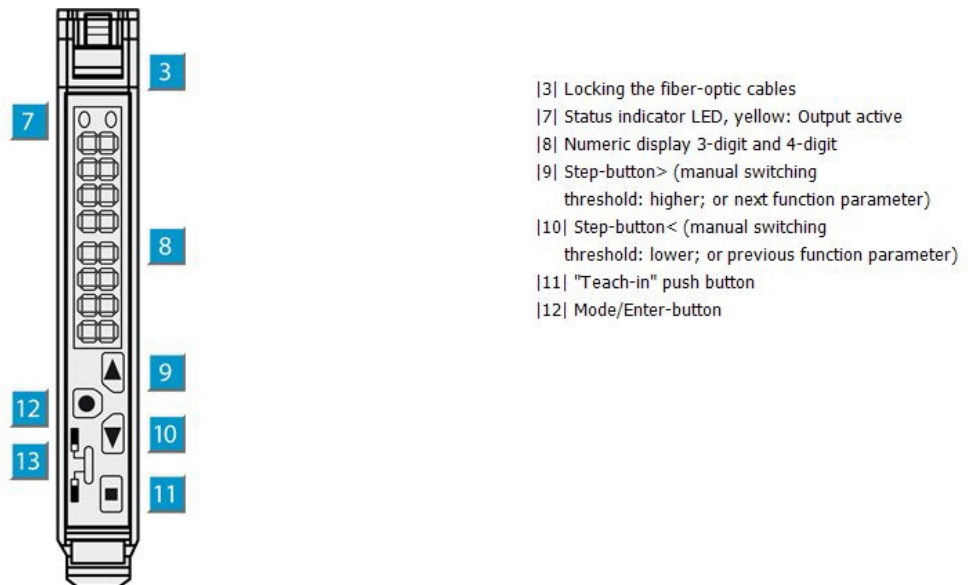 3
7
8
9
12
10
13
11
|3| Locking the fiber-optic cables
|7| Status indicator LED, yellow: Output active
|8| Numeric display 3-digit and 4-digit
|9| Step-button> (manual switching
threshold: higher; or next function parameter)
|10| Step-button< (manual switching
threshold: lower; or previous function parameter)
|11| "Teach-in" push button
|12| Mode/Enter-button